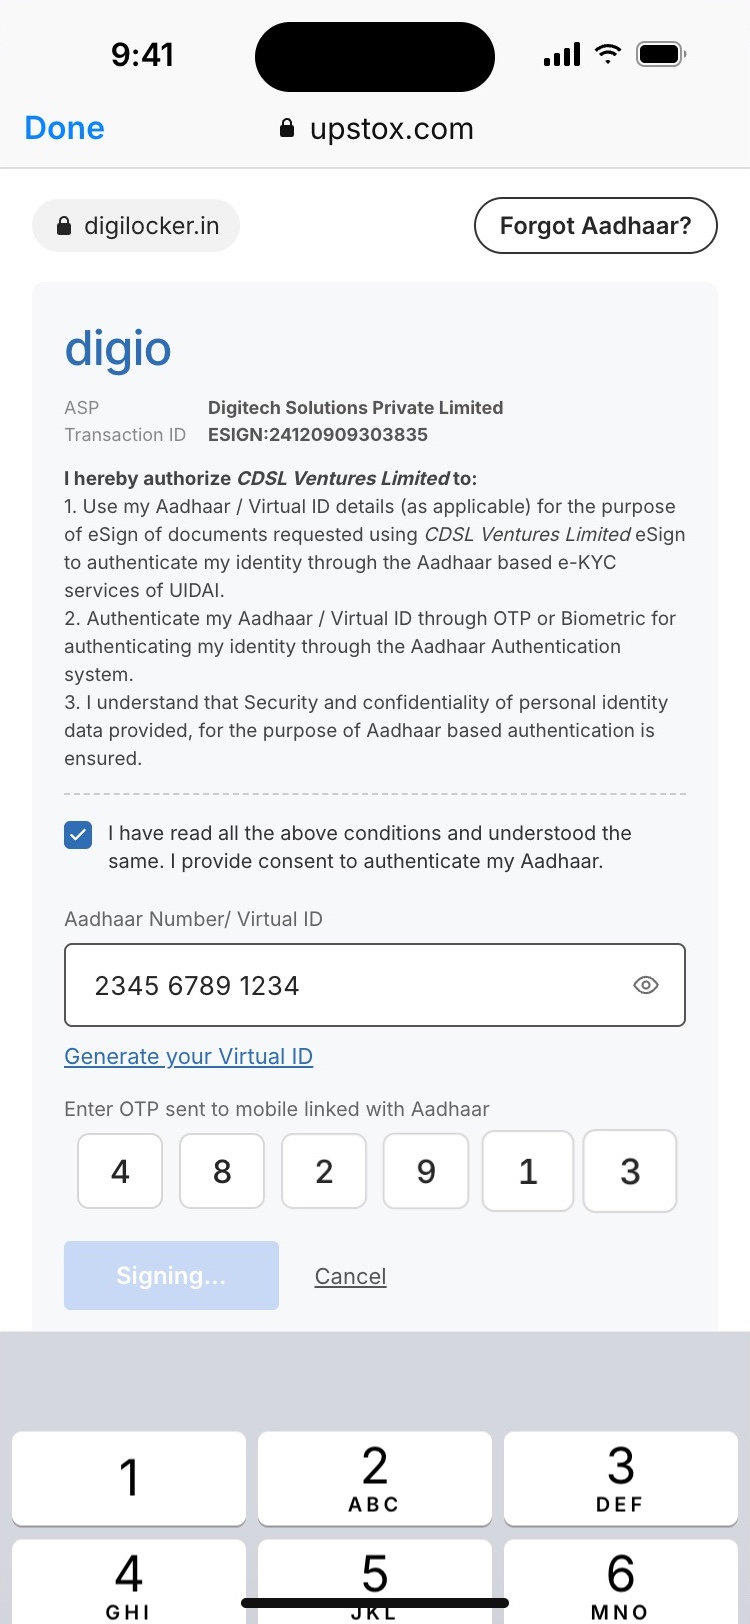 9:41
Done
upstox.com
digilocker.in
Forgot Aadhaar?
digio
ASP Digitech Solutions Private Limited
Transaction ID ESIGN:24120909303835
I hereby authorize CDSL Ventures Limited to:
1. Use my Aadhaar / Virtual ID details (as applicable) for the purpose
of eSign of documents requested using CDSL Ventures Limited eSign
to authenticate my identity through the Aadhaar based e-KYC
services of UIDAI.
2. Authenticate my Aadhaar / Virtual ID through OTP or Biometric for
authenticating my identity through the Aadhaar Authentication
system.
3. I understand that Security and confidentiality of personal identity
data provided, for the purpose of Aadhaar based authentication is
ensured.
I have read all the above conditions and understood the
same. I provide consent to authenticate my Aadhaar.
Aadhaar Number/ Virtual ID
2345 6789 1234
Generate your Virtual ID
Enter OTP sent to mobile linked with Aadhaar
4 8 2 9 1 3
Signing...
Cancel
1 2 3
ABC DEF
4 5 6
GHI JKL MNO